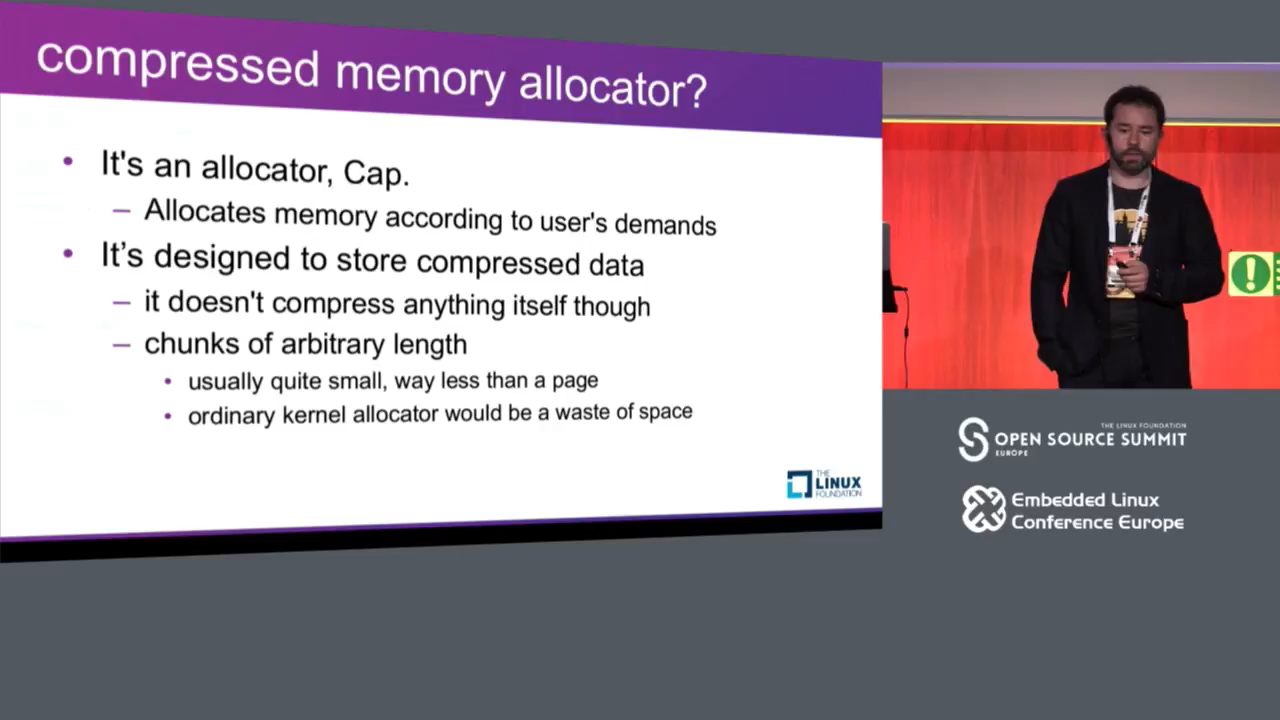 compressed memory allocator?
• It's an allocator, Cap.
– Allocates memory according to user's demands
• It's designed to store compressed data
– it doesn't compress anything itself though
– chunks of arbitrary length
• usually quite small, way less than a page
• ordinary kernel allocator would be a waste of space
THE
LINUX
FOUNDATION
THE LINUX FOUNDATION
OPEN SOURCE SUMMIT
EUROPE
Embedded Linux
Conference Europe